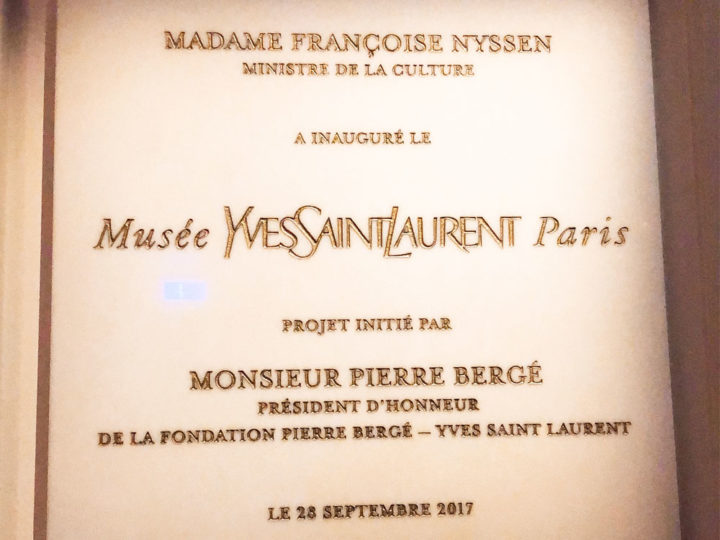 MADAME FRANÇOISE NYSSEN
MINISTRE DE LA CULTURE
A INAUGURÉ LE
Musée YVESSAINTLAURENT Paris
PROJET INITIÉ PAR
MONSIEUR PIERRE BERGÉ
PRÉSIDENT D'HONNEUR
DE LA FONDATION PIERRE BERGÉ – YVES SAINT LAURENT
LE 28 SEPTEMBRE 2017